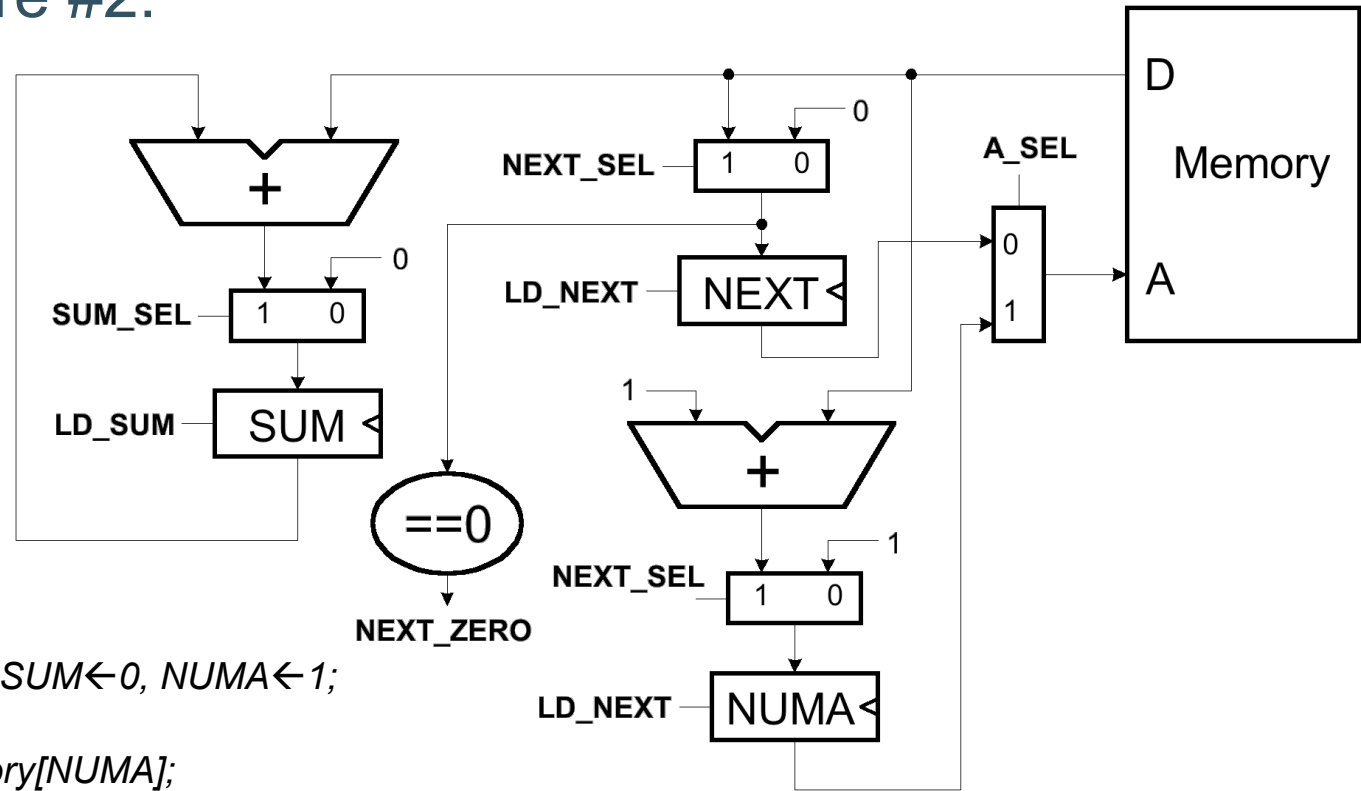 #2:
D
0
A_SEL
NEXT_SEL
1 0
Memory
+
0
0
A
LD_NEXT
NEXT
SUM_SEL
1 0
1
1
LD_SUM
SUM
+
==0
1
NEXT_SEL
1 0
NEXT_ZERO
SUM←0, NUMA←1;
LD_NEXT
NUMA
[NUMA];